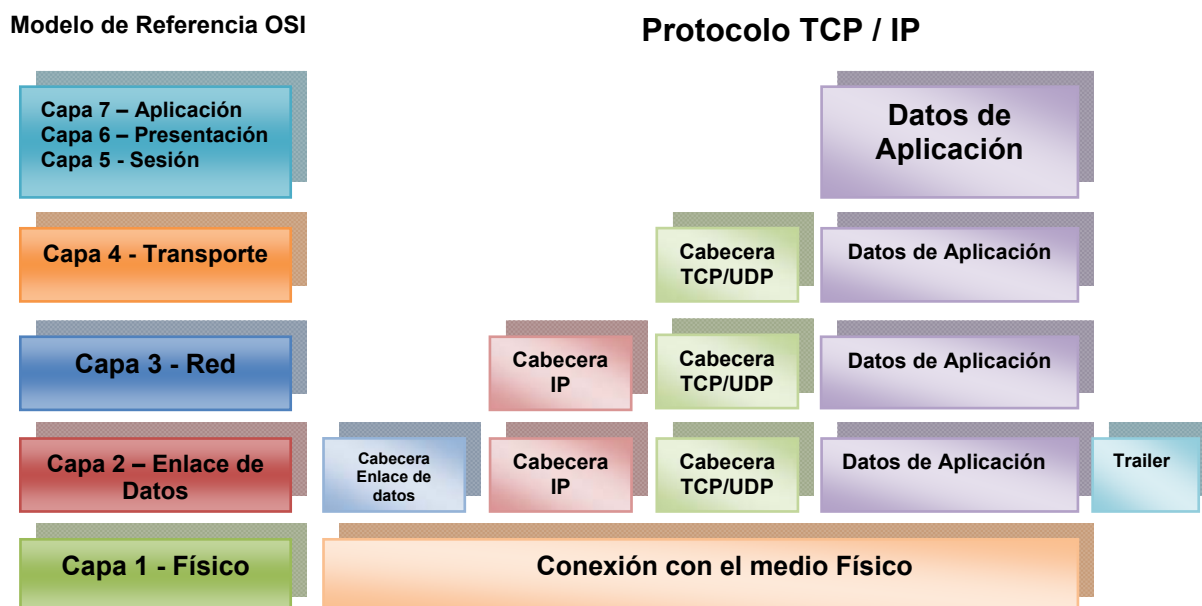 Modelo de Referencia OSI
Protocolo TCP / IP
Capa 7 – Aplicación
Capa 6 – Presentación
Capa 5 - Sesión
Datos de
Aplicación
Capa 4 - Transporte
Cabecera
TCP/UDP
Datos de Aplicación
Capa 3 - Red
Cabecera
IP
Cabecera
TCP/UDP
Datos de Aplicación
Capa 2 – Enlace de
Datos
Cabecera
Enlace de
datos
Cabecera
IP
Cabecera
TCP/UDP
Datos de Aplicación
Trailer
Capa 1 - Físico
Conexión con el medio Físico